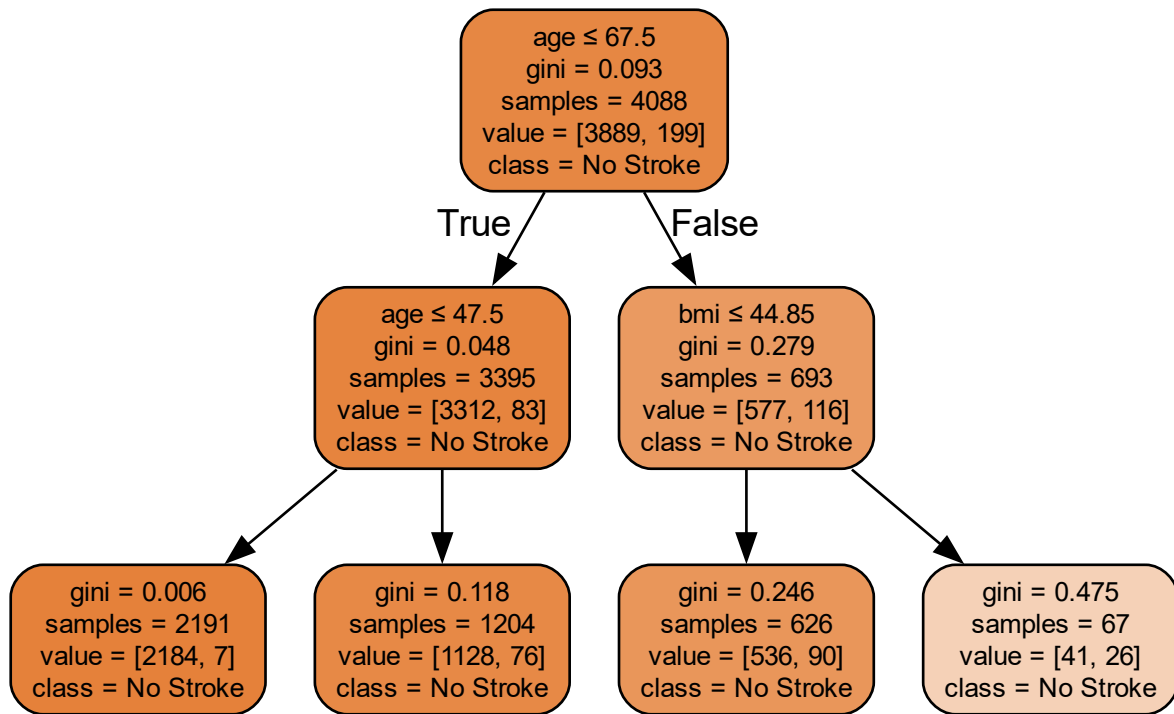 age ≤ 67.5
gini = 0.093
samples = 4088
value = [3889, 199]
class = No Stroke
True
False
age ≤ 47.5
gini = 0.048
samples = 3395
value = [3312, 83]
class = No Stroke
bmi ≤ 44.85
gini = 0.279
samples = 693
value = [577, 116]
class = No Stroke
gini = 0.006
samples = 2191
value = [2184, 7]
class = No Stroke
gini = 0.118
samples = 1204
value = [1128, 76]
class = No Stroke
gini = 0.246
samples = 626
value = [536, 90]
class = No Stroke
gini = 0.475
samples = 67
value = [41, 26]
class = No Stroke